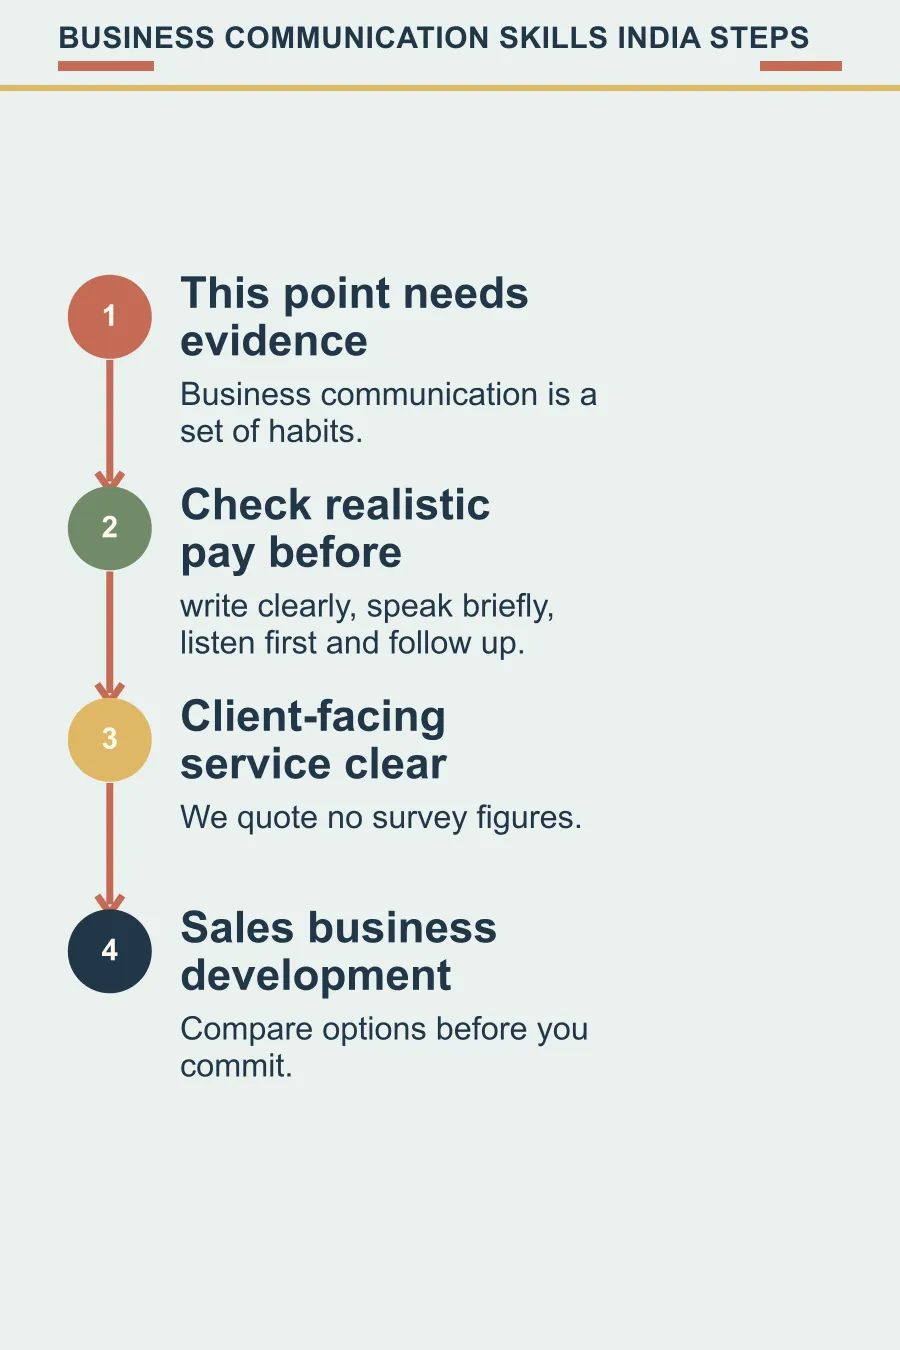 BUSINESS COMMUNICATION SKILLS INDIA STEPS
1
This point needs
evidence
Business communication is a
set of habits.
2
Check realistic
pay before
write clearly, speak briefly,
listen first and follow up.
3
Client-facing
service clear
We quote no survey figures.
4
Sales business
development
Compare options before you
commit.